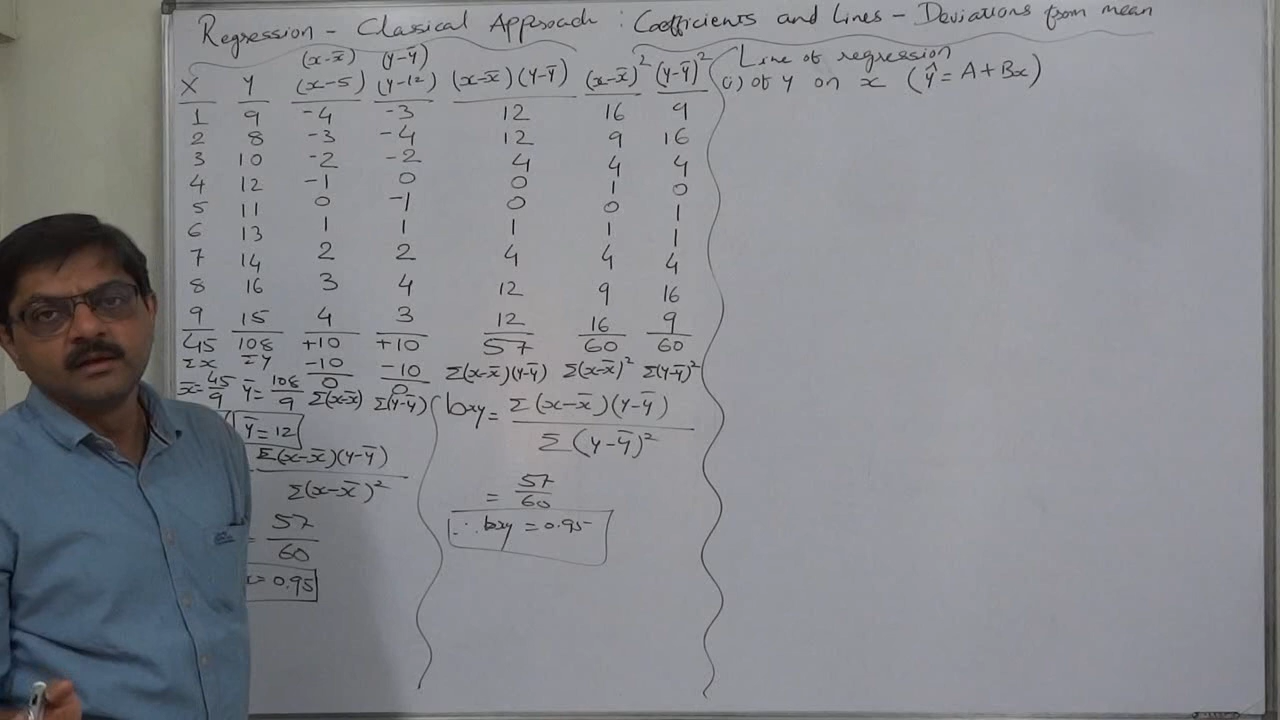 Regression - Classical Approach : Coefficients and Lines - Deviations from mean
(x-x̄) (y-ȳ)
X Y (x-5) (y-12) (x-x̄)(y-ȳ) (x-x̄)² (y-ȳ)²
1 9 -4 -3 12 16 9
2 8 -3 -4 12 9 16
3 10 -2 -2 4 4 4
4 12 -1 0 0 1 0
5 11 0 -1 0 0 1
6 13 1 1 1 1 1
7 14 2 2 4 4 4
8 16 3 4 12 9 16
9 15 4 3 12 16 9
45 108 +10 +10 57 60 60
Σx Σy -10 -10 Σ(x-x̄)(y-ȳ) Σ(x-x̄)² Σ(y-ȳ)²
0 0
x̄=45/9 ȳ=108/9 Σ(x-x̄) Σ(y-ȳ)
ȳ=12
Σ(x-x̄)(y-ȳ)
Σ(x-x̄)²
= 57
60
= 0.95
bxy = Σ(x-x̄)(y-ȳ)
Σ(y-ȳ)²
= 57
60
∴ bxy = 0.95
Line of regression
(i) of y on x (ŷ = A + Bx)